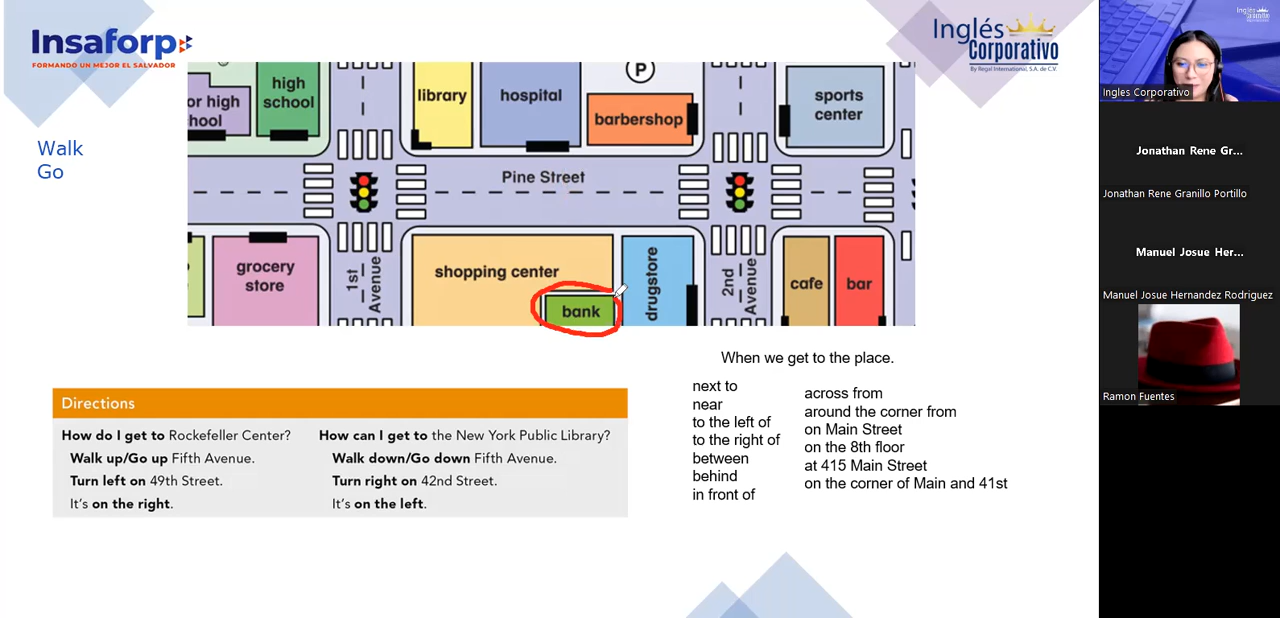 Insaforp
FORMANDO UN MEJOR EL SALVADOR
Inglés
Corporativo
By Regal International, S.A. de C.V.
Walk
Go
or high
hool
high
school
library
hospital
P
barbershop
sports
center
Pine Street
grocery
store
1st
Avenue
shopping center
bank
drugstore
2nd
Avenue
cafe
bar
When we get to the place.
next to
near
to the left of
to the right of
between
behind
in front of
across from
around the corner from
on Main Street
on the 8th floor
at 415 Main Street
on the corner of Main and 41st
Directions
How do I get to Rockefeller Center?
Walk up/Go up Fifth Avenue.
Turn left on 49th Street.
It's on the right.
How can I get to the New York Public Library?
Walk down/Go down Fifth Avenue.
Turn right on 42nd Street.
It's on the left.
Ingles Corporativo
Jonathan Rene Gr...
Jonathan Rene Granillo Portillo
Manuel Josue Her...
Manuel Josue Hernandez Rodriguez
Ramon Fuentes